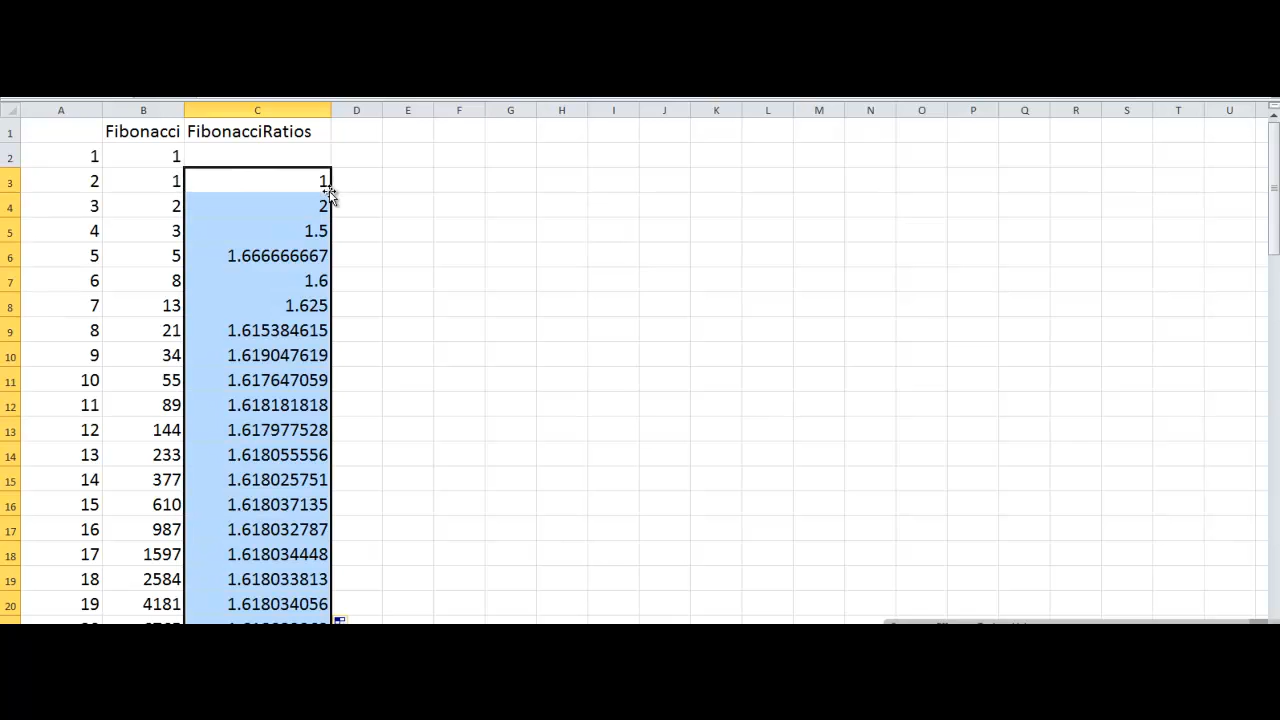 A B C D E F G H I J K L M N O P Q R S T U
1 Fibonacci FibonacciRatios
2 1 1
3 2 1 1
4 3 2 2
5 4 3 1.5
6 5 5 1.666666667
7 6 8 1.6
8 7 13 1.625
9 8 21 1.615384615
10 9 34 1.619047619
11 10 55 1.617647059
12 11 89 1.618181818
13 12 144 1.617977528
14 13 233 1.618055556
15 14 377 1.618025751
16 15 610 1.618037135
17 16 987 1.618032787
18 17 1597 1.618034448
19 18 2584 1.618033813
20 19 4181 1.618034056